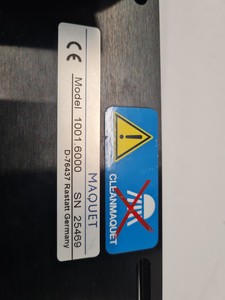 MAQUET
Model 1001.6000 SN 25469
D-76437 Rastatt Germany
CE
CLEANMAQUET